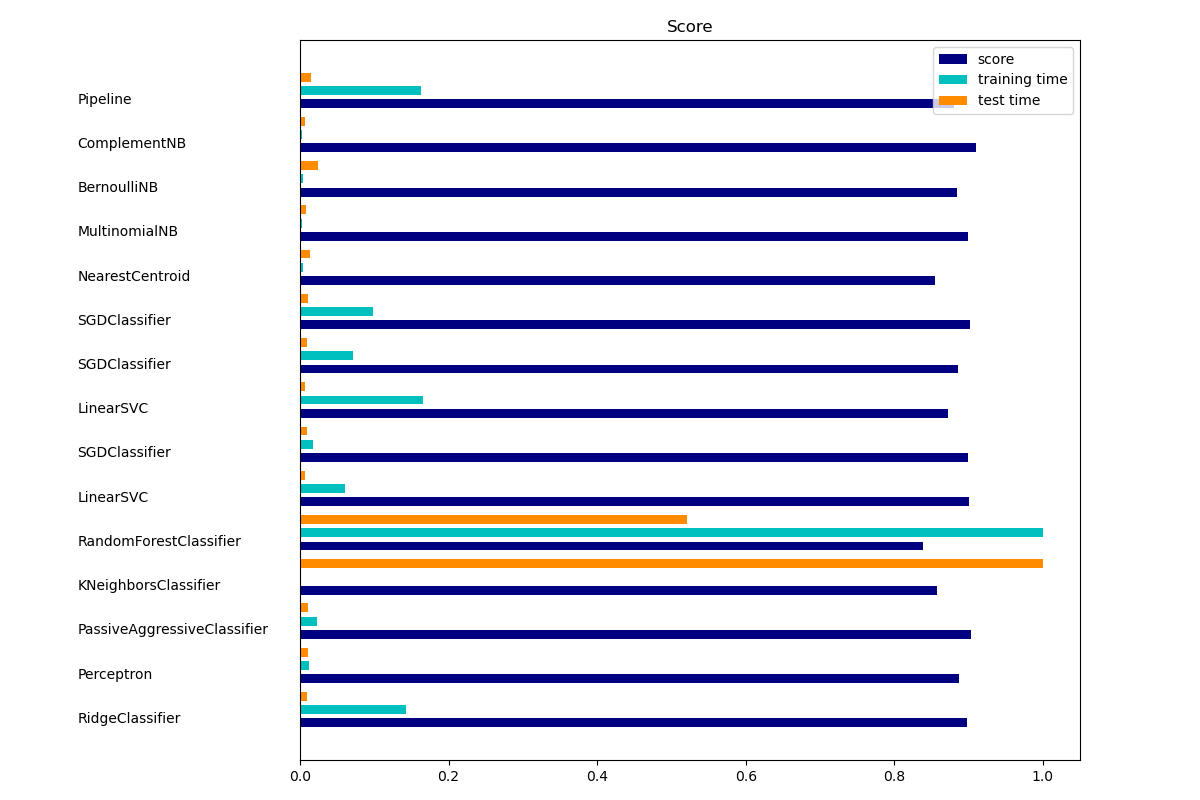 Score
score
training time
test time
Pipeline
ComplementNB
BernoulliNB
MultinomialNB
NearestCentroid
SGDClassifier
SGDClassifier
LinearSVC
SGDClassifier
LinearSVC
RandomForestClassifier
KNeighborsClassifier
PassiveAggressiveClassifier
Perceptron
RidgeClassifier
0.0 0.2 0.4 0.6 0.8 1.0